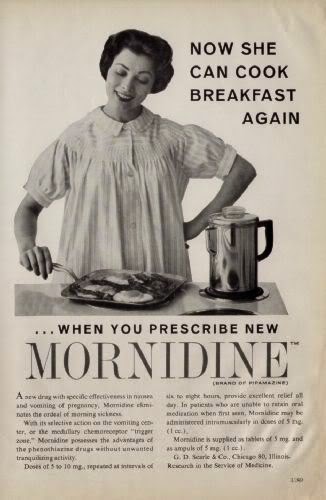 NOW SHE
CAN COOK
BREAKFAST
AGAIN
...WHEN YOU PRESCRIBE NEW
MORNIDINE™
(BRAND OF PIPAMAZINE)
A new drug with specific effectiveness in nausea
and vomiting of pregnancy, Mornidine elimi-
nates the ordeal of morning sickness.
With its selective action on the vomiting cen-
ter, or the medullary chemoreceptor "trigger
zone," Mornidine possesses the advantages of
the phenothiazine drugs without unwanted
tranquilizing activity.
Doses of 5 to 10 mg., repeated at intervals of
six to eight hours, provide excellent relief all
day. In patients who are unable to retain oral
medication when first seen, Mornidine may be
administered intramuscularly in doses of 5 mg.
(1 cc.).
Mornidine is supplied as tablets of 5 mg. and
as ampuls of 5 mg. (1 cc.).
G. D. Searle & Co., Chicago 80, Illinois.
Research in the Service of Medicine.